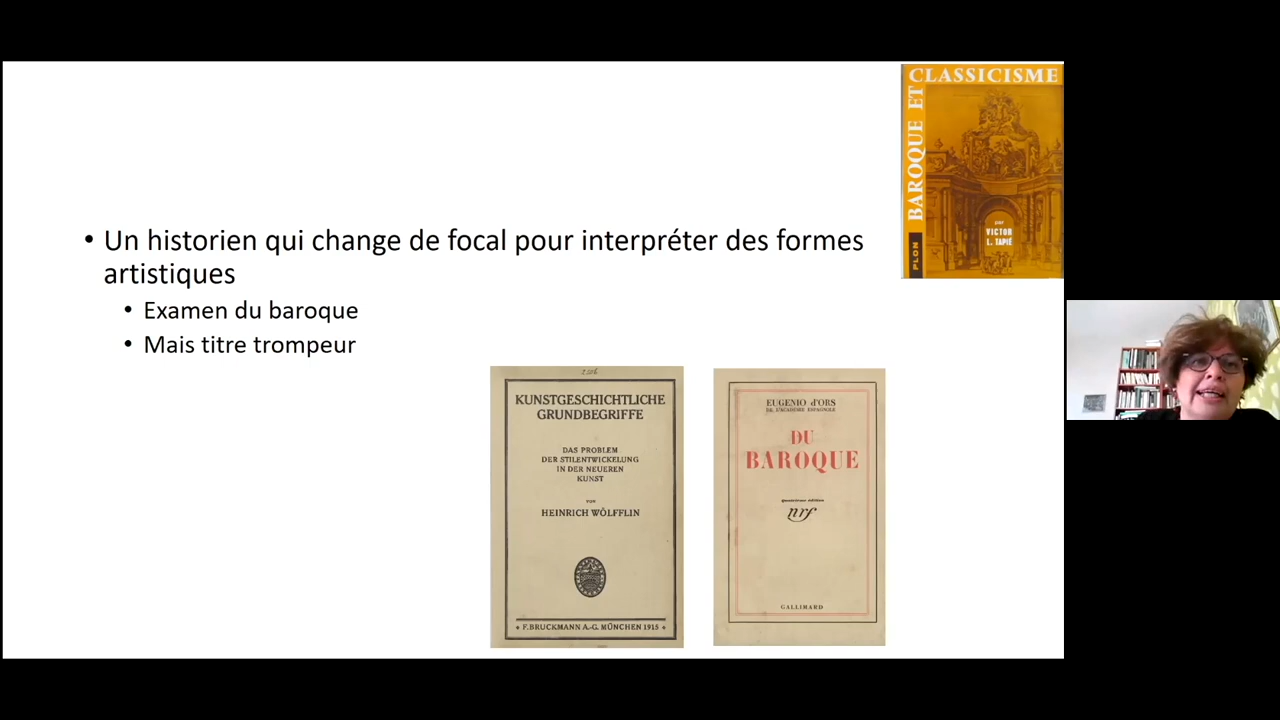 CLASSICISME
BAROQUE ET
par
VICTOR
L. TAPIÉ
PLON
• Un historien qui change de focal pour interpréter des formes
artistiques
• Examen du baroque
• Mais titre trompeur
KUNSTGESCHICHTLICHE
GRUNDBEGRIFFE
DAS PROBLEM
DER STILENTWICKELUNG
IN DER NEUEREN
KUNST
VON
HEINRICH WÖLFFLIN
* F. BRUCKMANN A.-G. MÜNCHEN 1915 *
EUGENIO d'ORS
DE L'ACADÉMIE ESPAGNOLE
DU
BAROQUE
nrf
GALLIMARD